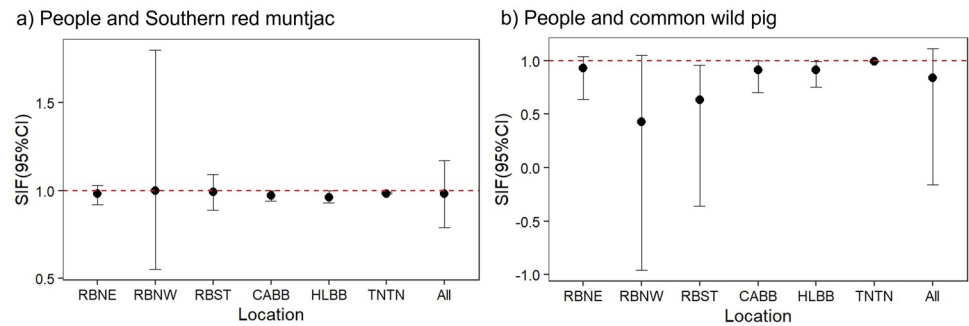 a) People and Southern red muntjac
SIF(95%CI)
1.5
1.0
0.5
RBNE RBNW RBST CABB HLBB TNTN All
Location
b) People and common wild pig
SIF(95%CI)
1.0
0.5
0.0
-0.5
-1.0
RBNE RBNW RBST CABB HLBB TNTN All
Location